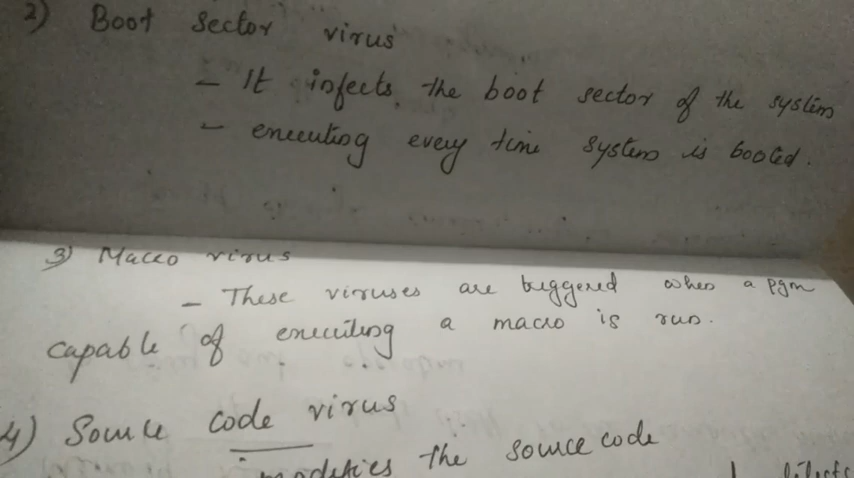 2) Boot Sector virus
- It infects the boot sector of the system
- executing every time system is booted.
3) Macro virus
- These viruses are triggered when a pgm
capable of executing a macro is run.
4) Source code virus
modifies the source code